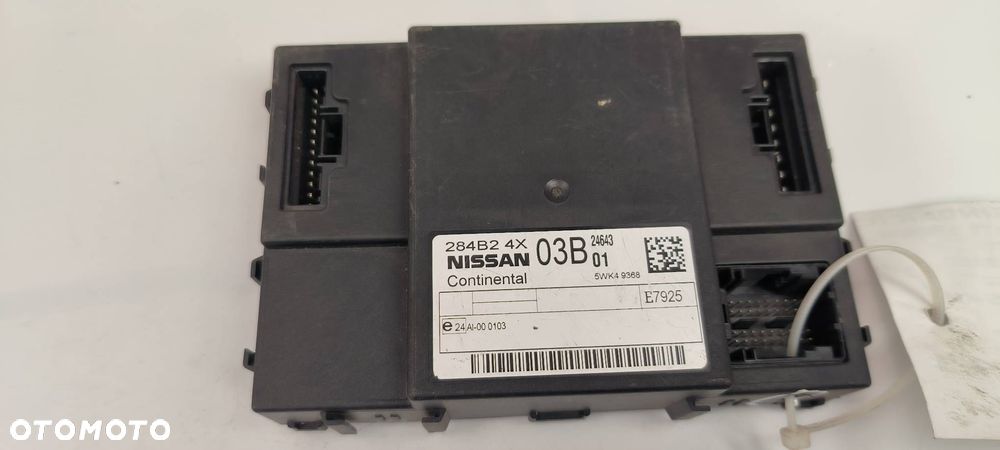 284B2 4X
NISSAN
03B
24643
01
Continental
5WK4 9368
E7925
e 24 AI-00 0103
OTOMOTO